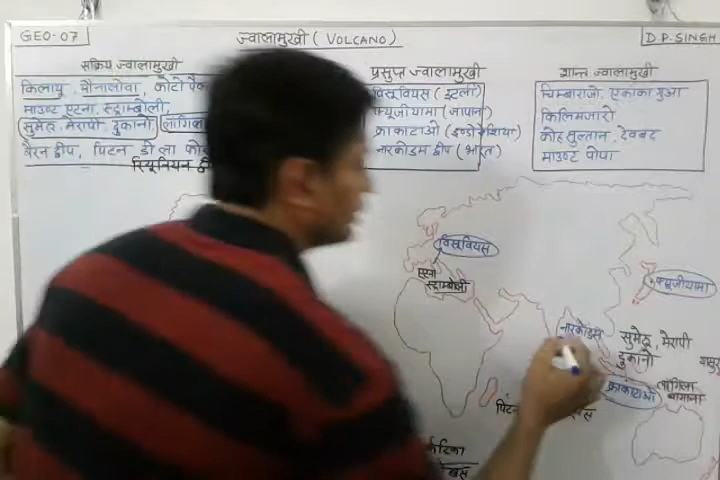 GEO-07
ज्वालामुखी ( VOLCANO )
D.P. SINGH
सक्रिय ज्वालामुखी
किलायू, मौनालोवा, कोटो पै
माउण्ट एटना, स्ट्राम्बोली,
सुमेरू, मेरापी, दुकानो, लांगिल
बैरन द्वीप, पिटन डी ला
रियूनियन द्वी
प्रसुप्त ज्वालामुखी
विसूवियस ( इटली )
फ्यूजीयामा ( जापान )
क्राकाटाओ ( इण्डोनेशिया )
नारकोंडम द्वीप ( भारत )
शान्त ज्वालामुखी
चिम्बाराजो, एकांकागुआ
किलिमंजारो
कोह सुल्तान, देवबंद
माउण्ट पोपा
विसूवियस
एटना
स्ट्राम्बोली
फ्यूजीयामा
नारकोंडम
सुमेरू, मेरापी
दुकानो
क्राकाटाओ
लांगिला
बागाना
पिटन